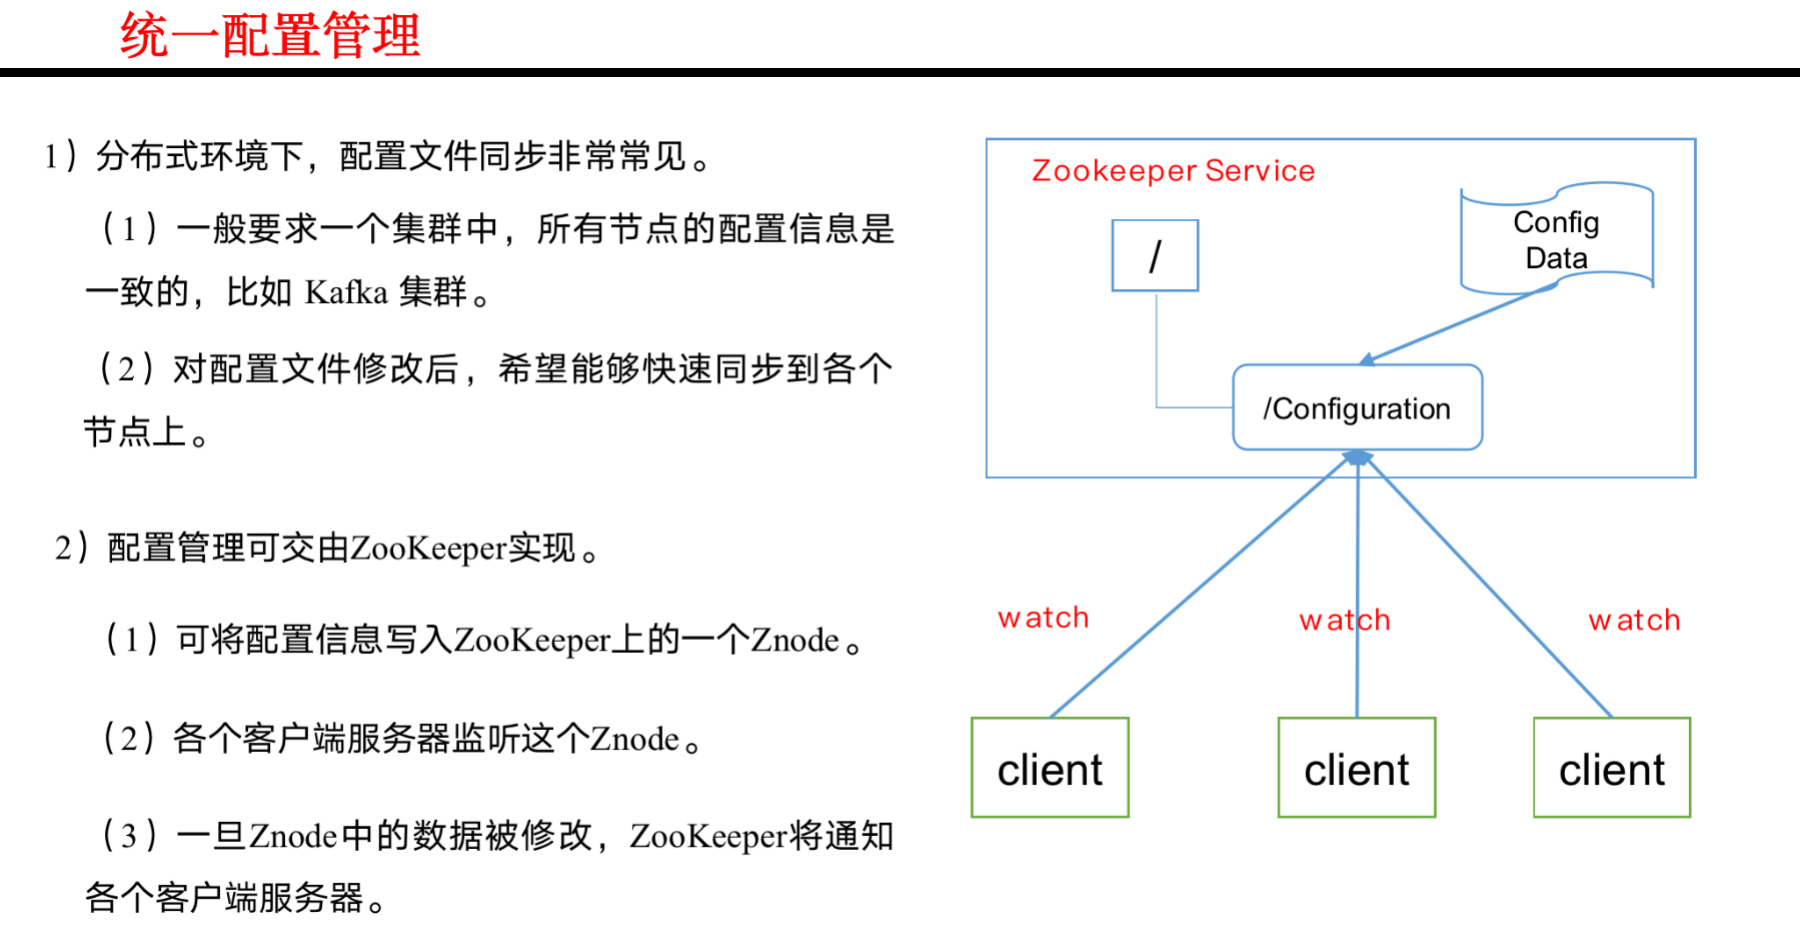 统一配置管理
1）分布式环境下，配置文件同步非常常见。
（1）一般要求一个集群中，所有节点的配置信息是
一致的，比如 Kafka 集群。
（2）对配置文件修改后，希望能够快速同步到各个
节点上。
2）配置管理可交由ZooKeeper实现。
（1）可将配置信息写入ZooKeeper上的一个Znode。
（2）各个客户端服务器监听这个Znode。
（3）一旦Znode中的数据被修改，ZooKeeper将通知
各个客户端服务器。
Zookeeper Service
/
Config
Data
/Configuration
watch
watch
watch
client
client
client